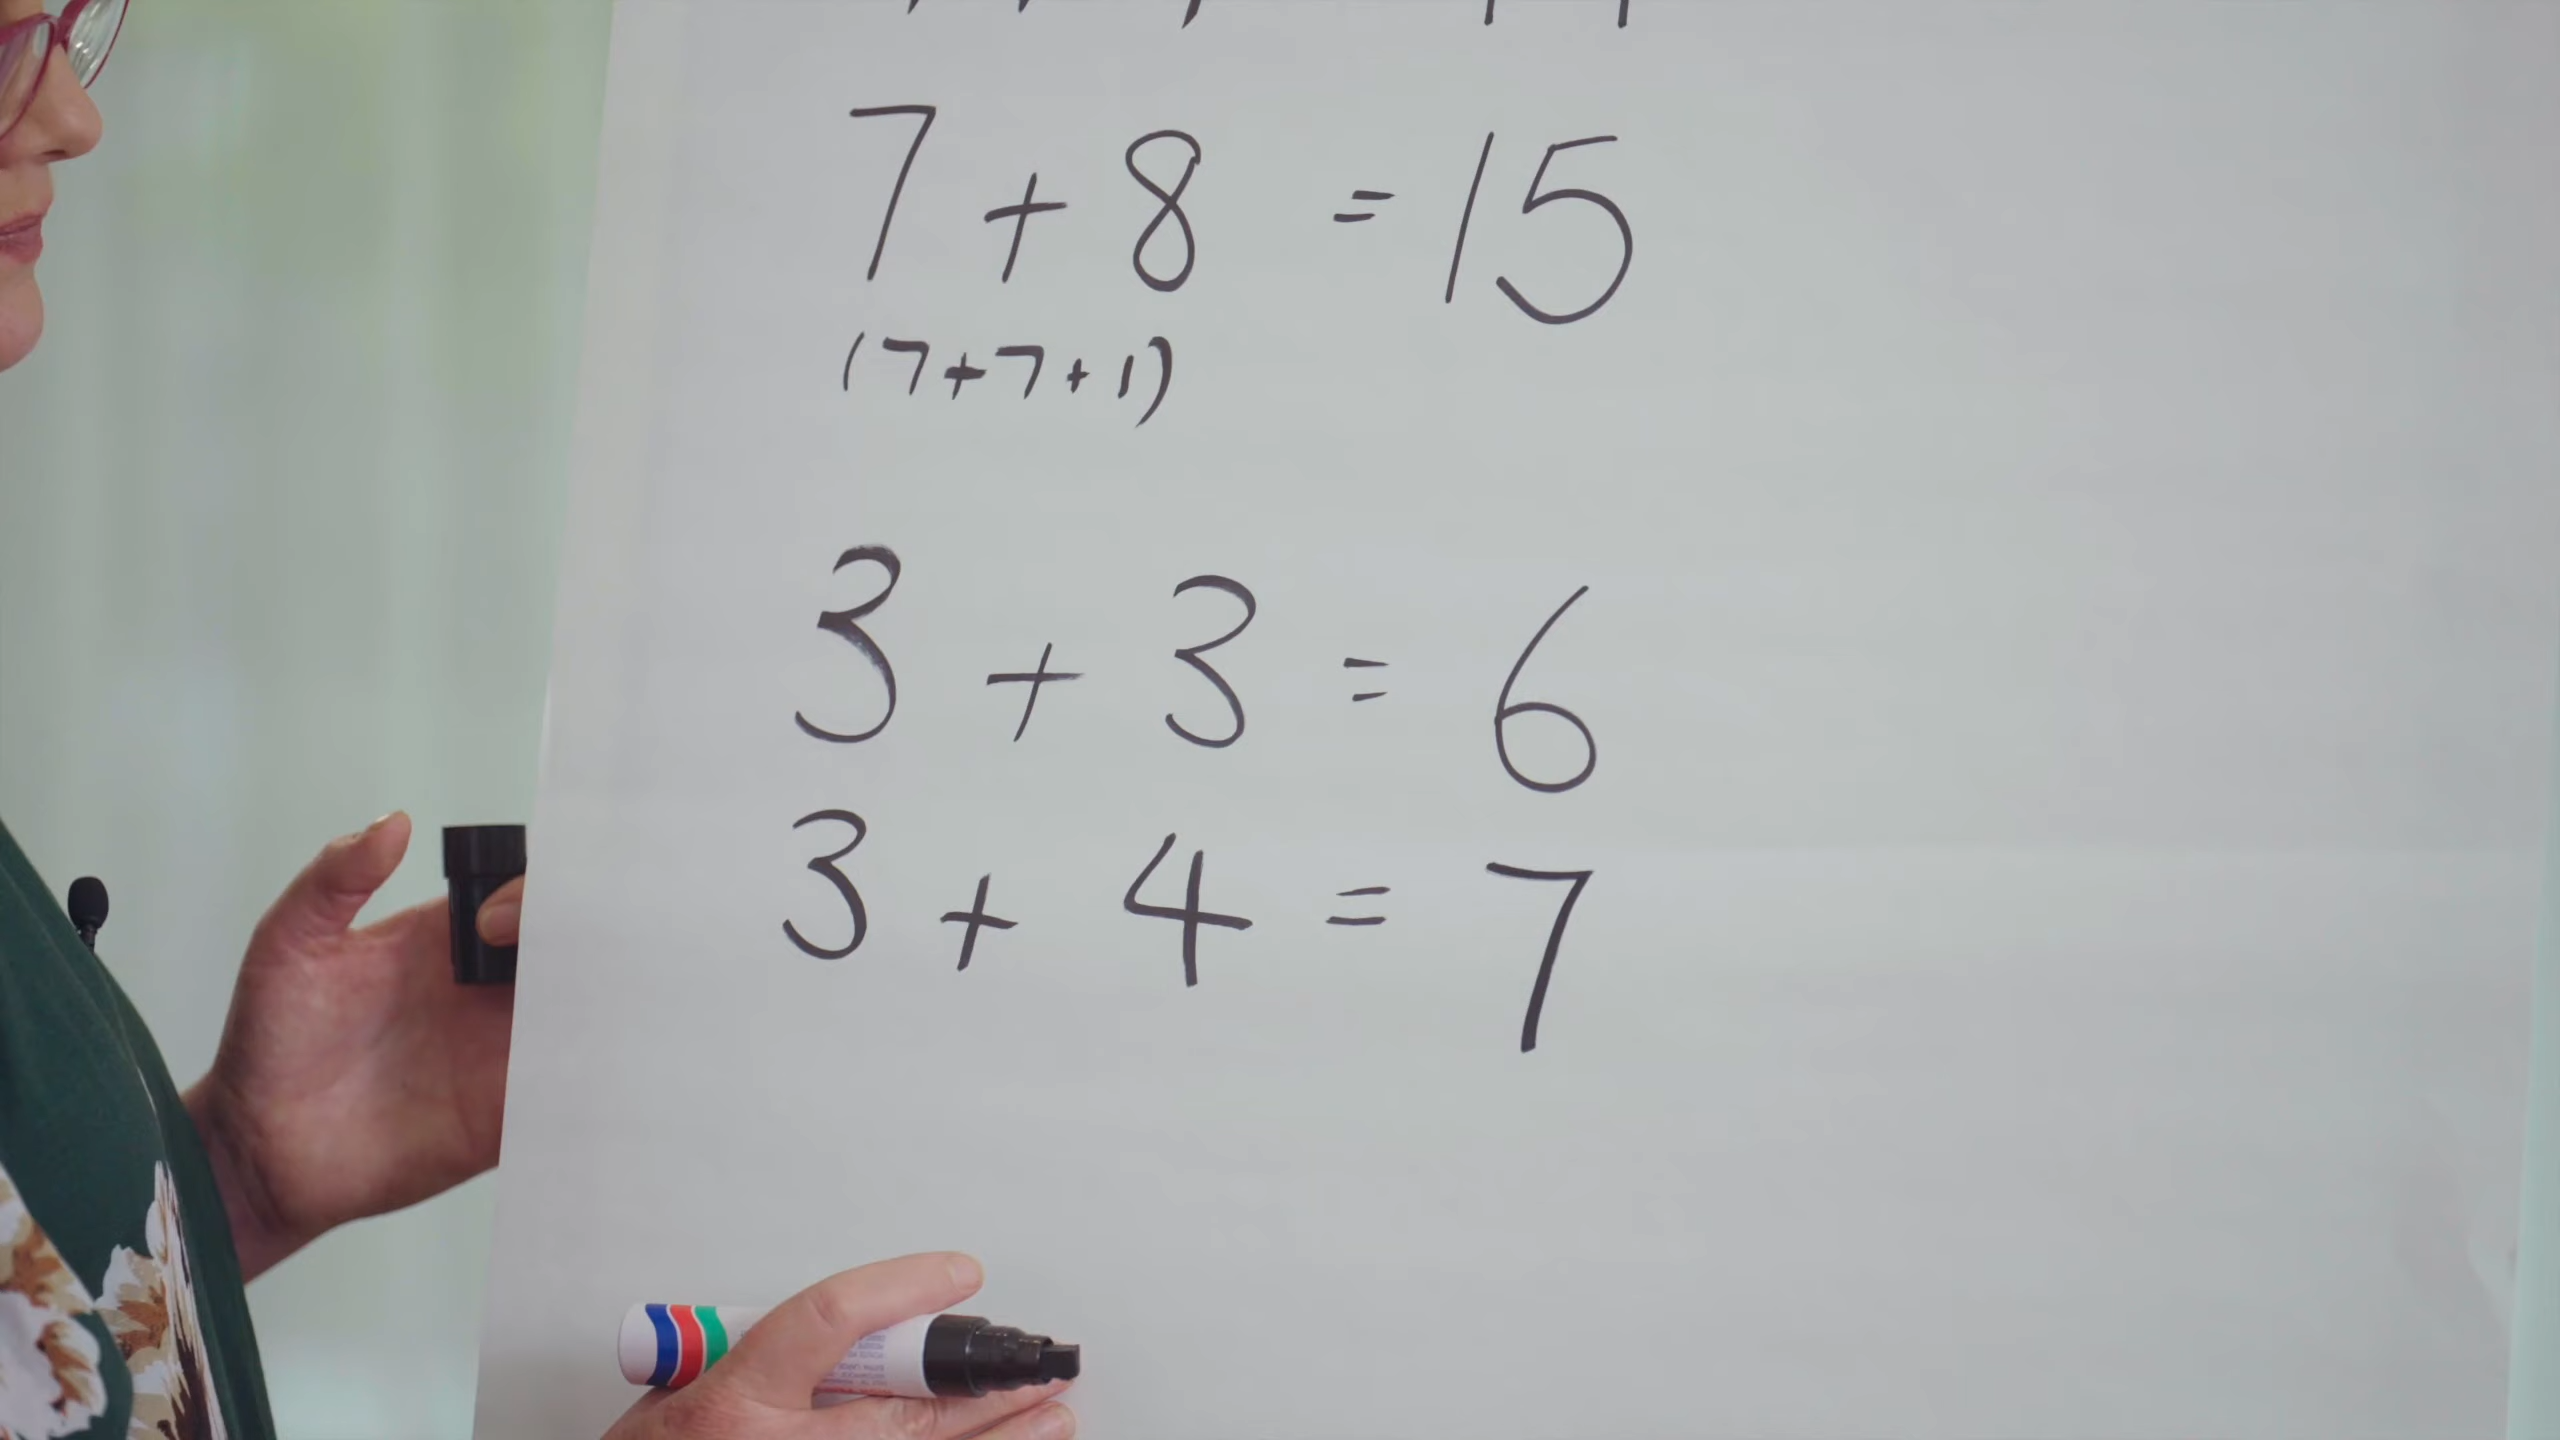 7 + 8 = 15
(7+7+1)
3 + 3 = 6
3 + 4 = 7